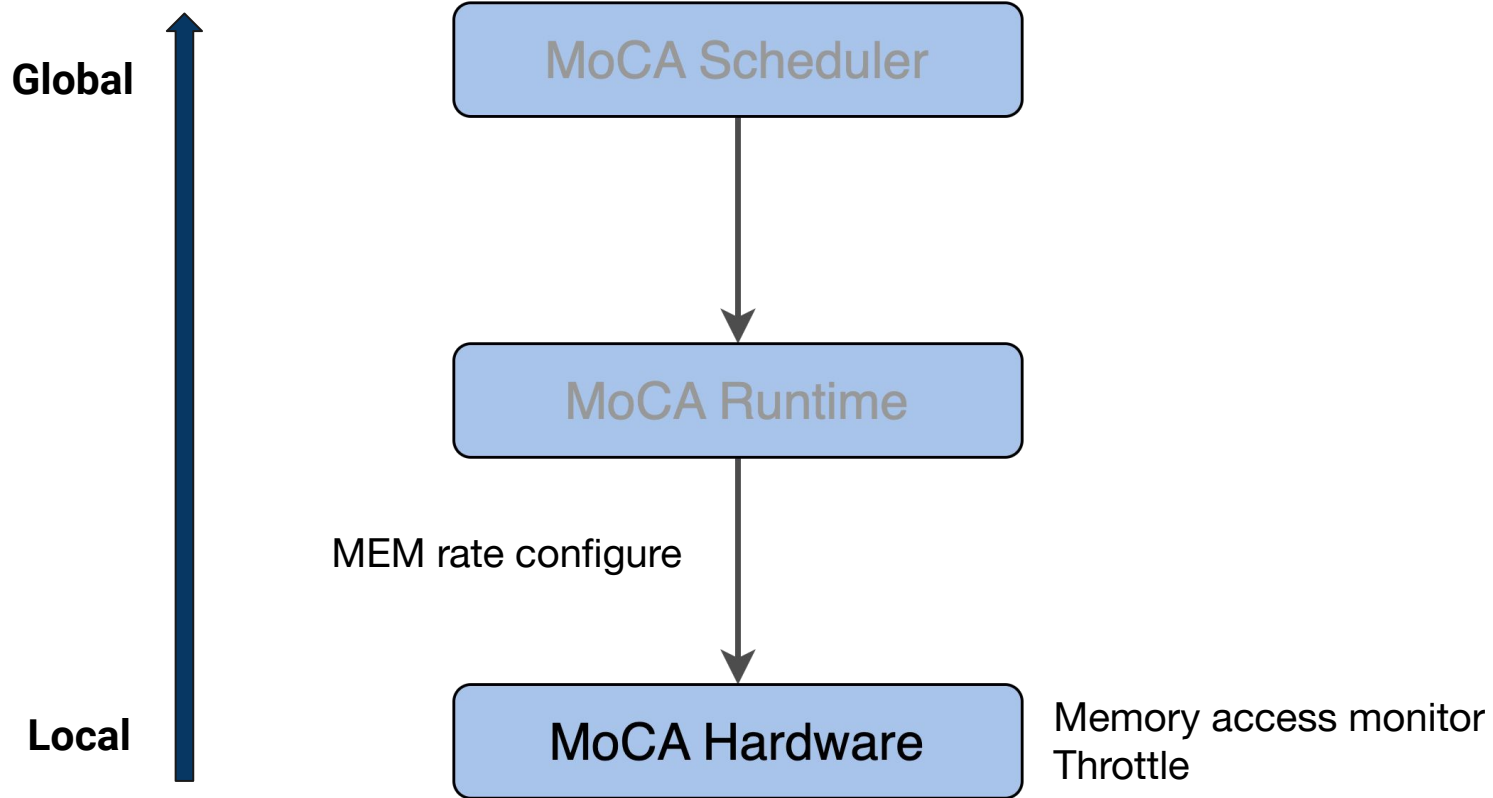 Global
MoCA Scheduler
MoCA Runtime
MEM rate configure
Local
MoCA Hardware
Memory access monitor
Throttle